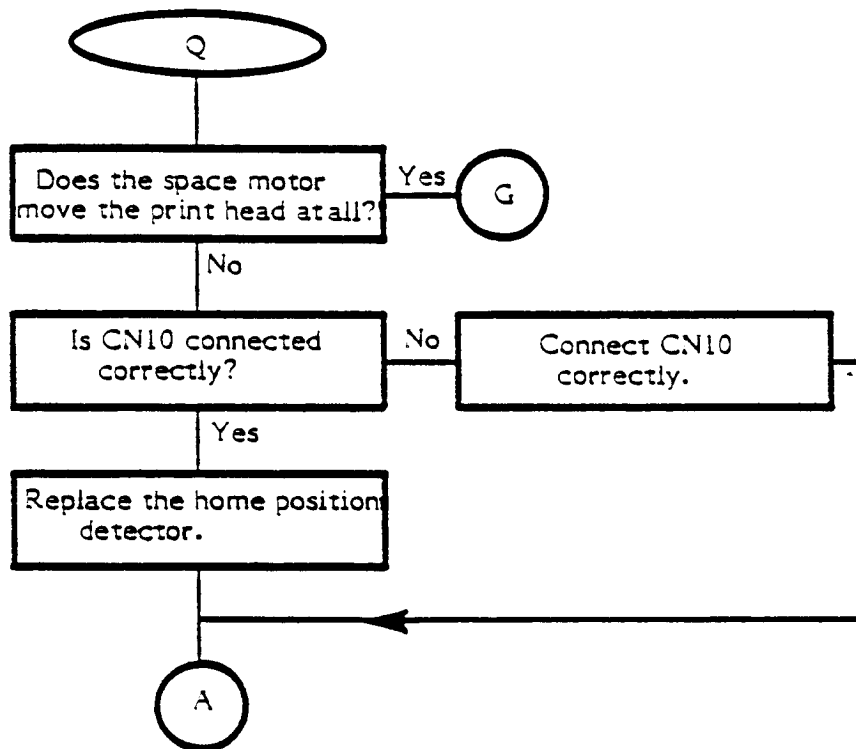 Q
Does the space motor
move the print head at all?
Yes
G
No
Is CN10 connected
correctly?
No
Connect CN10
correctly.
Yes
Replace the home position
detector.
A